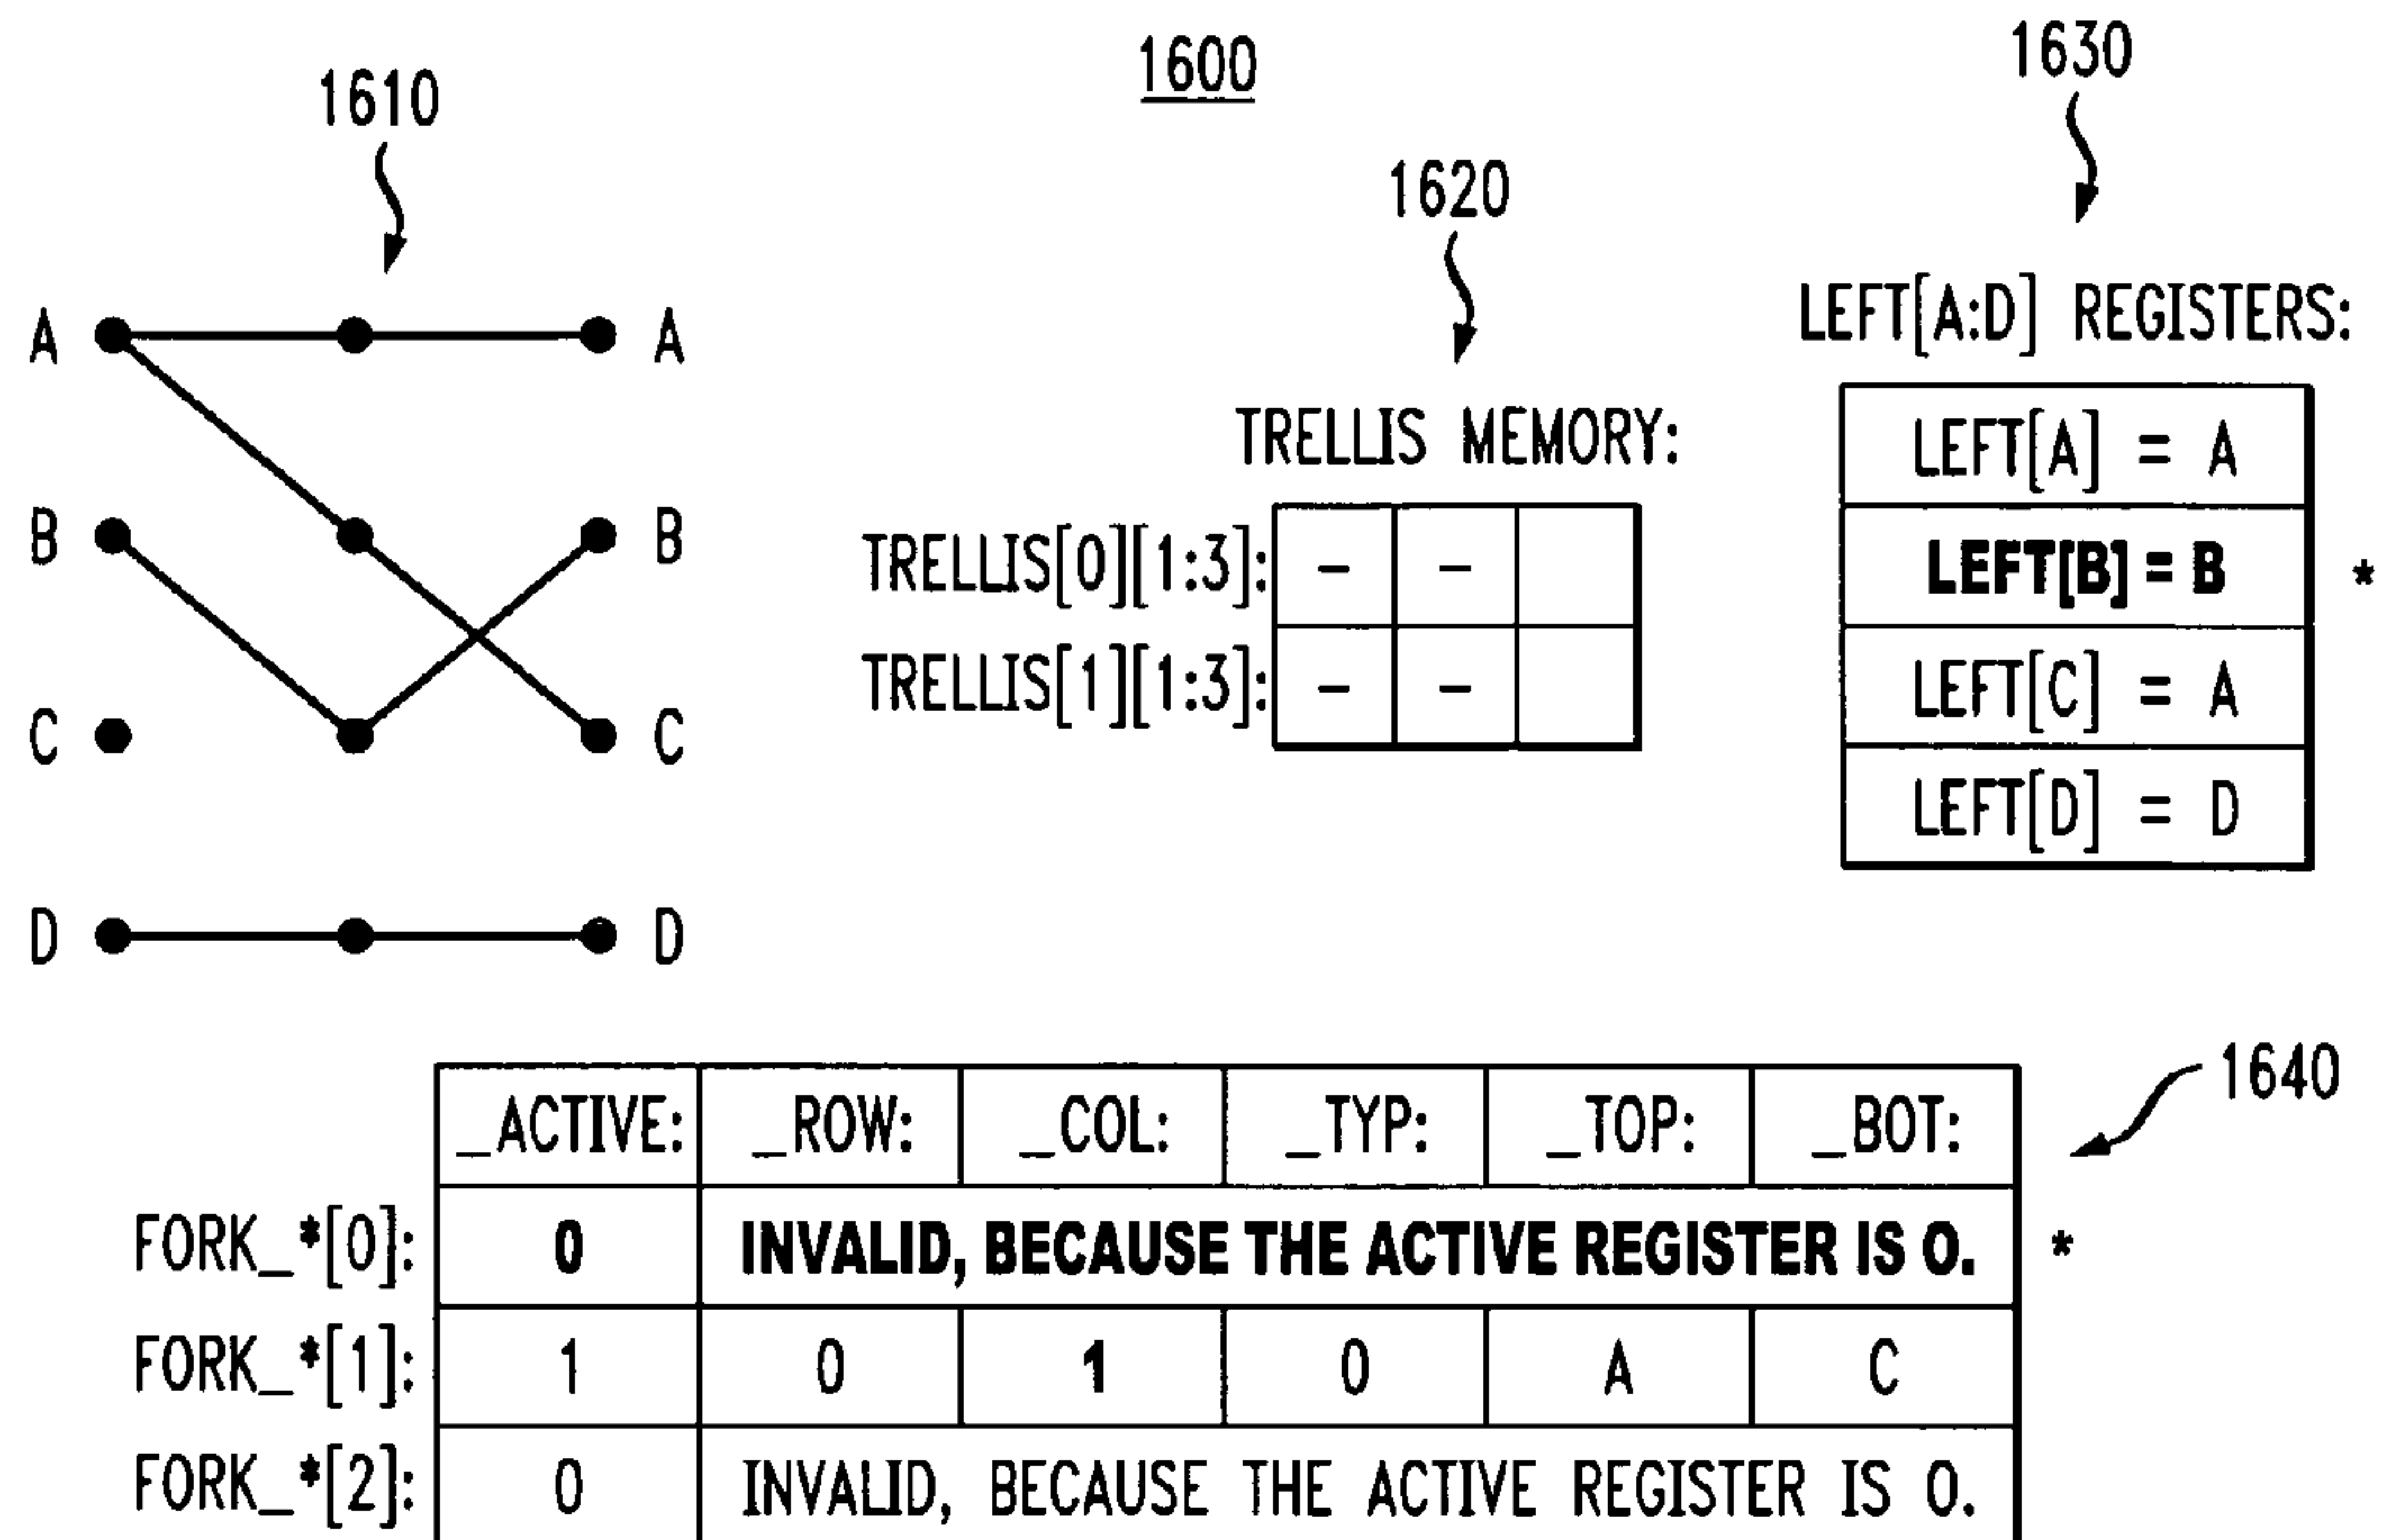 1600
1610
1620
1630
A A
B B
C C
D D
TRELLIS MEMORY:
TRELLIS[0][1:3]: – –
TRELLIS[1][1:3]: – –
LEFT[A:D] REGISTERS:
LEFT[A] = A
LEFT[B] = B *
LEFT[C] = A
LEFT[D] = D
1640
_ACTIVE: _ROW: _COL: _TYP: _TOP: _BOT:
FORK_*[0]: 0 INVALID, BECAUSE THE ACTIVE REGISTER IS 0. *
FORK_*[1]: 1 0 1 0 A C
FORK_*[2]: 0 INVALID, BECAUSE THE ACTIVE REGISTER IS 0.